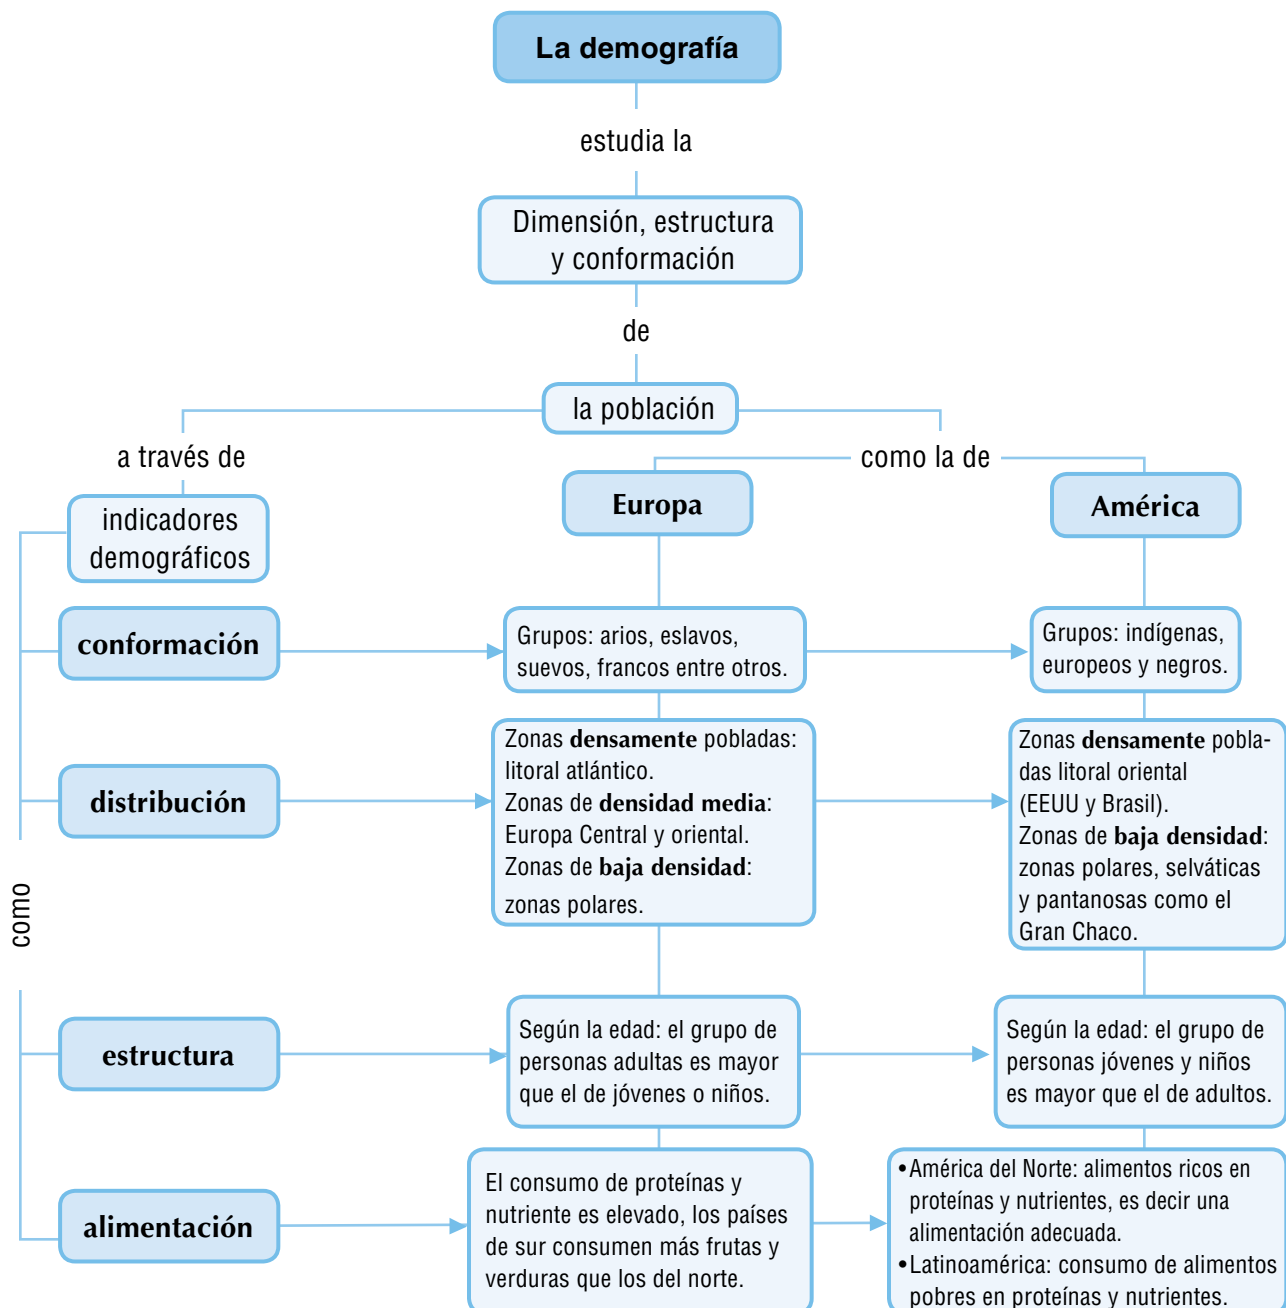 La demografía
estudia la
Dimensión, estructura
y conformación
de
la población
a través de
como la de
indicadores
demográficos
Europa
América
como
conformación
Grupos: arios, eslavos,
suevos, francos entre otros.
Grupos: indígenas,
europeos y negros.
distribución
Zonas densamente pobladas:
litoral atlántico.
Zonas de densidad media:
Europa Central y oriental.
Zonas de baja densidad:
zonas polares.
Zonas densamente pobla-
das litoral oriental
(EEUU y Brasil).
Zonas de baja densidad:
zonas polares, selváticas
y pantanosas como el
Gran Chaco.
estructura
Según la edad: el grupo de
personas adultas es mayor
que el de jóvenes o niños.
Según la edad: el grupo de
personas jóvenes y niños
es mayor que el de adultos.
alimentación
El consumo de proteínas y
nutriente es elevado, los países
de sur consumen más frutas y
verduras que los del norte.
•América del Norte: alimentos ricos en
proteínas y nutrientes, es decir una
alimentación adecuada.
•Latinoamérica: consumo de alimentos
pobres en proteínas y nutrientes.